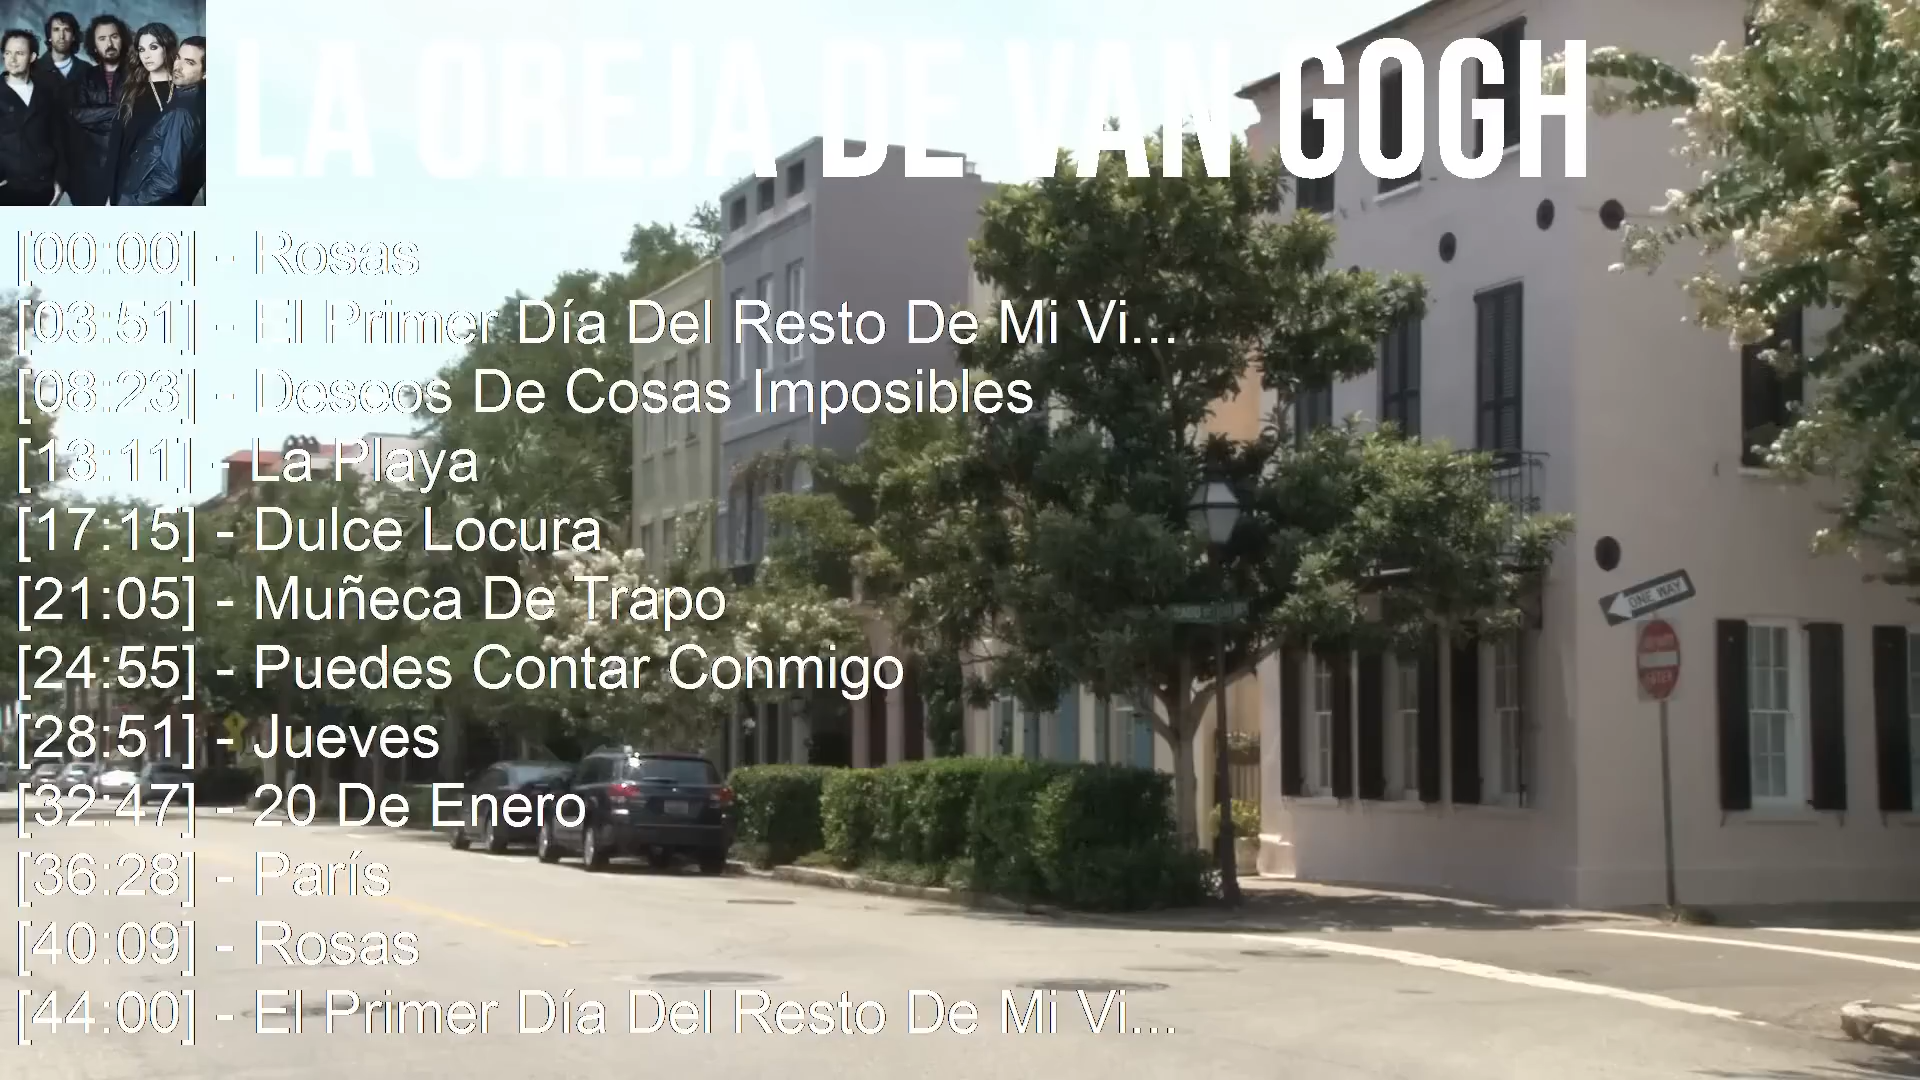 LA OREJA DE VAN GOGH
[00:00] - Rosas
[03:51] - El Primer Día Del Resto De Mi Vi...
[08:23] - Deseos De Cosas Imposibles
[13:11] - La Playa
[17:15] - Dulce Locura
[21:05] - Muñeca De Trapo
[24:55] - Puedes Contar Conmigo
[28:51] - Jueves
[32:47] - 20 De Enero
[36:28] - París
[40:09] - Rosas
[44:00] - El Primer Día Del Resto De Mi Vi...
ONE WAY
ENTER